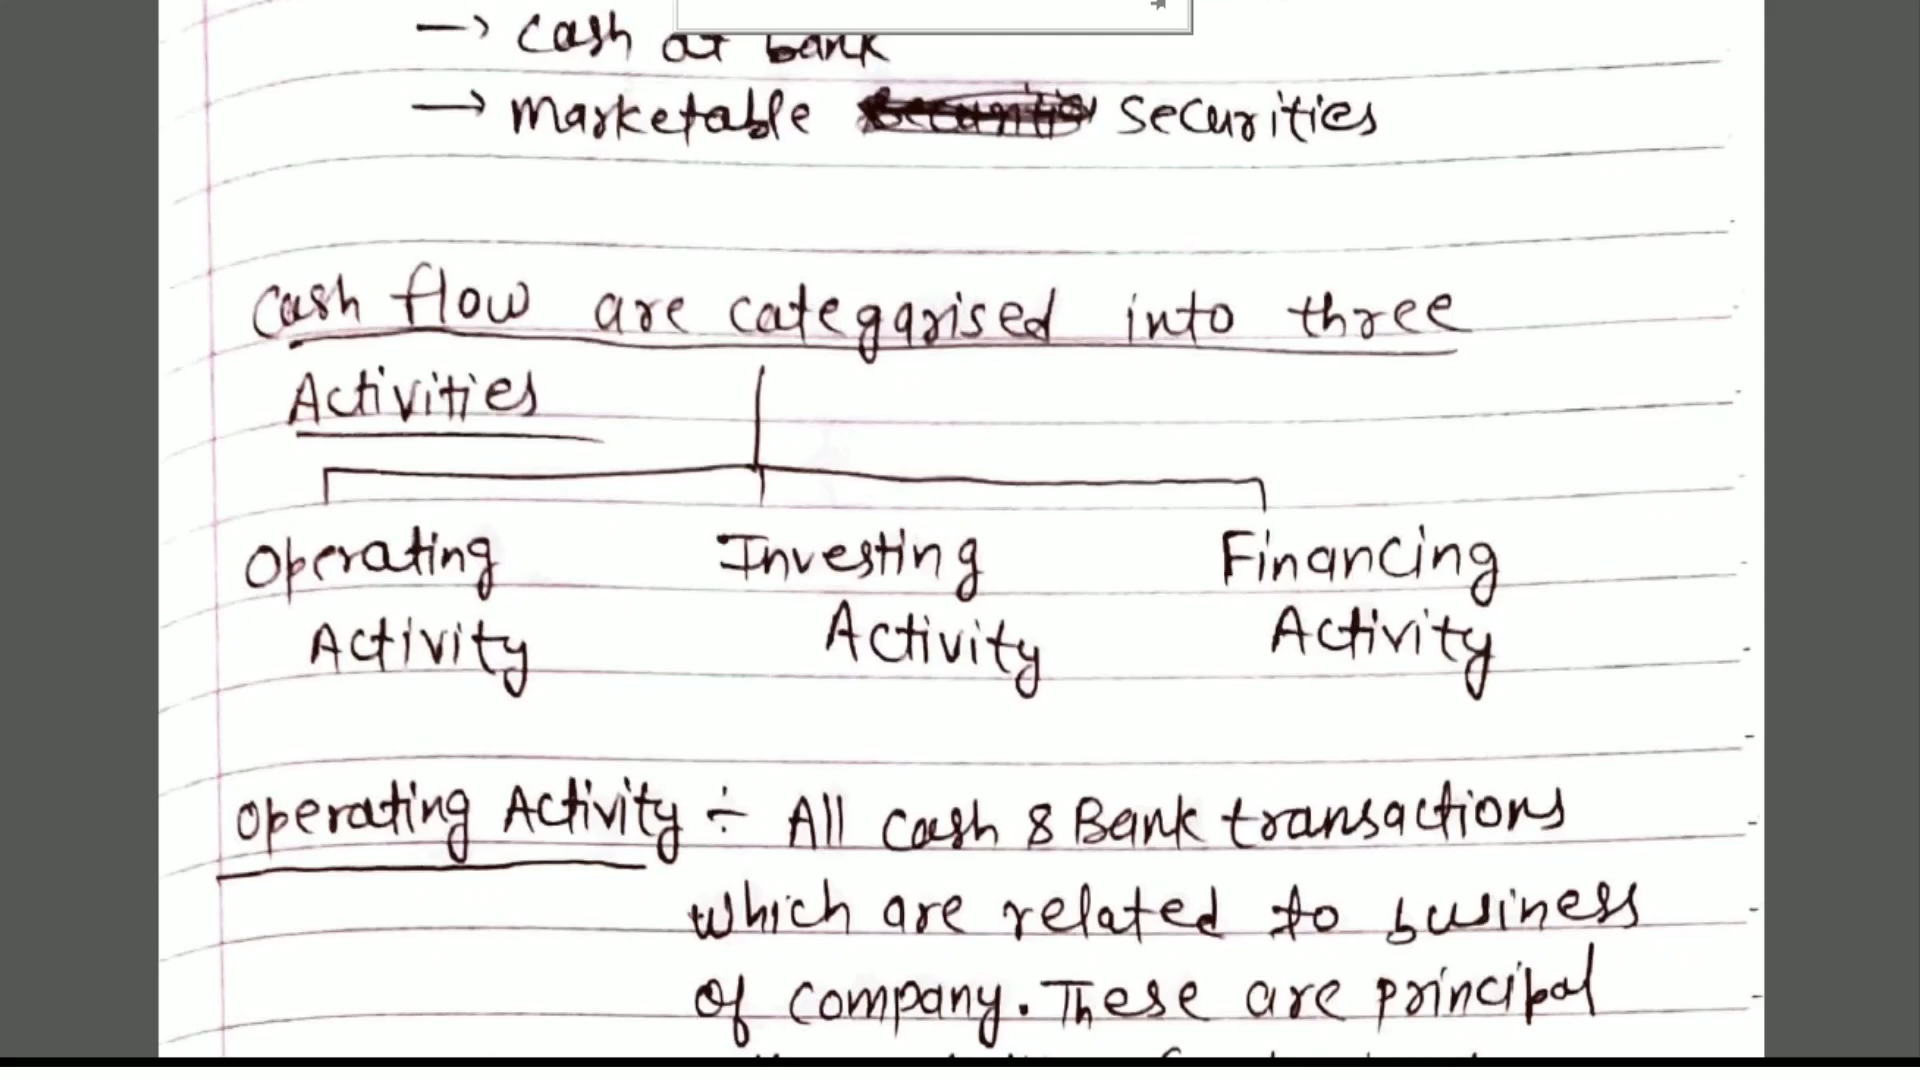 → Cash at bank
→ Marketable Securities
Cash flow are categarised into three
Activities
Operating Investing Financing
Activity Activity Activity
Operating Activity ÷ All Cash & Bank transactions
which are related to business
of company. These are principal